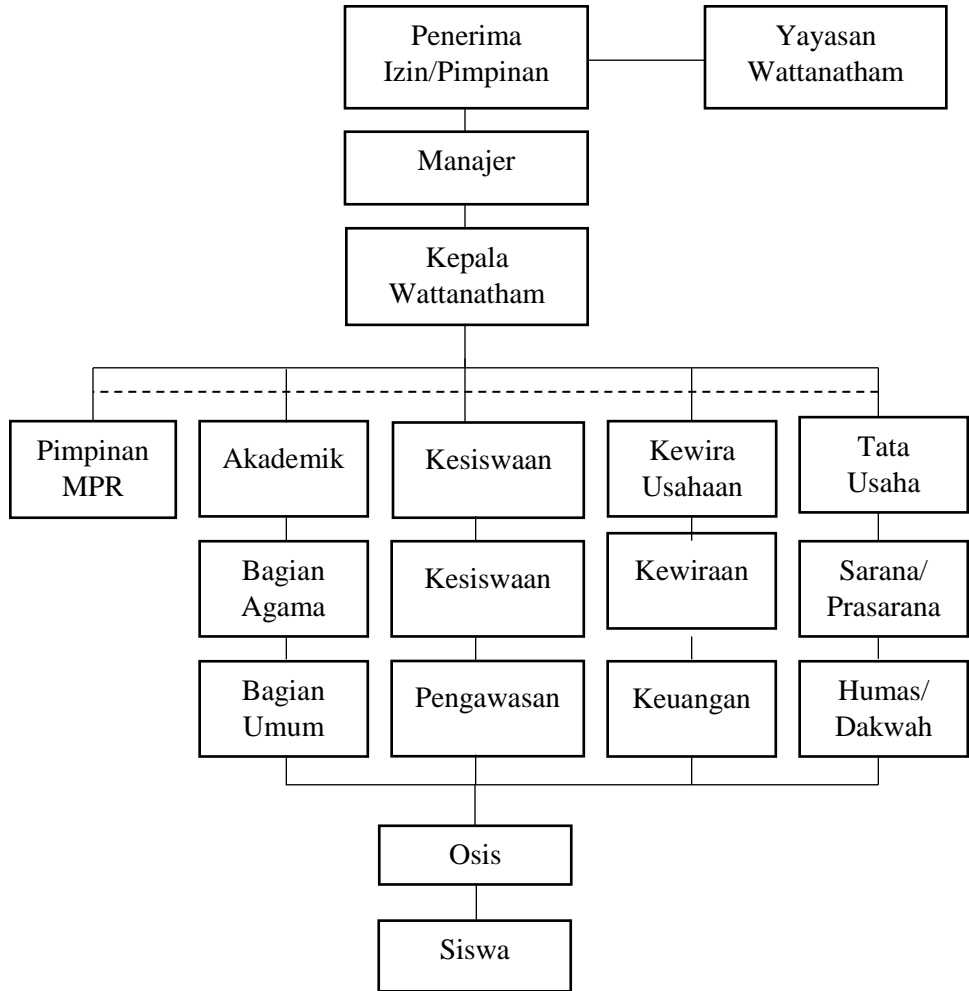 Penerima
Izin/Pimpinan
Yayasan
Wattanatham
Manajer
Kepala
Wattanatham
Pimpinan
MPR
Akademik
Kesiswaan
Kewira
Usahaan
Tata
Usaha
Bagian
Agama
Kesiswaan
Kewiraan
Sarana/
Prasarana
Bagian
Umum
Pengawasan
Keuangan
Humas/
Dakwah
Osis
Siswa